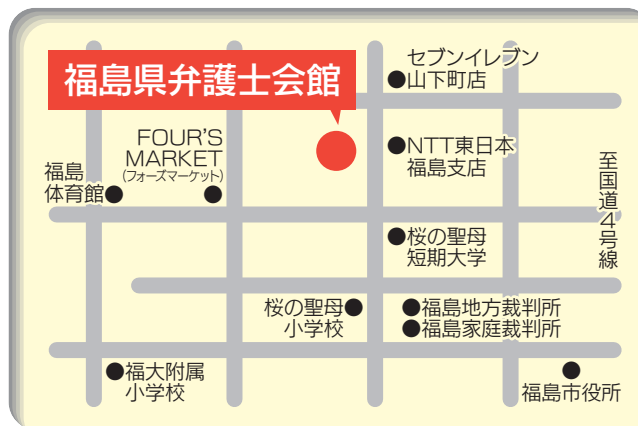 セブンイレブン
山下町店
福島県弁護士会館
FOUR'S
MARKET
(フォーズマーケット)
NTT東日本
福島支店
福島
体育館
至国道4号線
桜の聖母
短期大学
桜の聖母
小学校
福島地方裁判所
福島家庭裁判所
福大附属
小学校
福島市役所